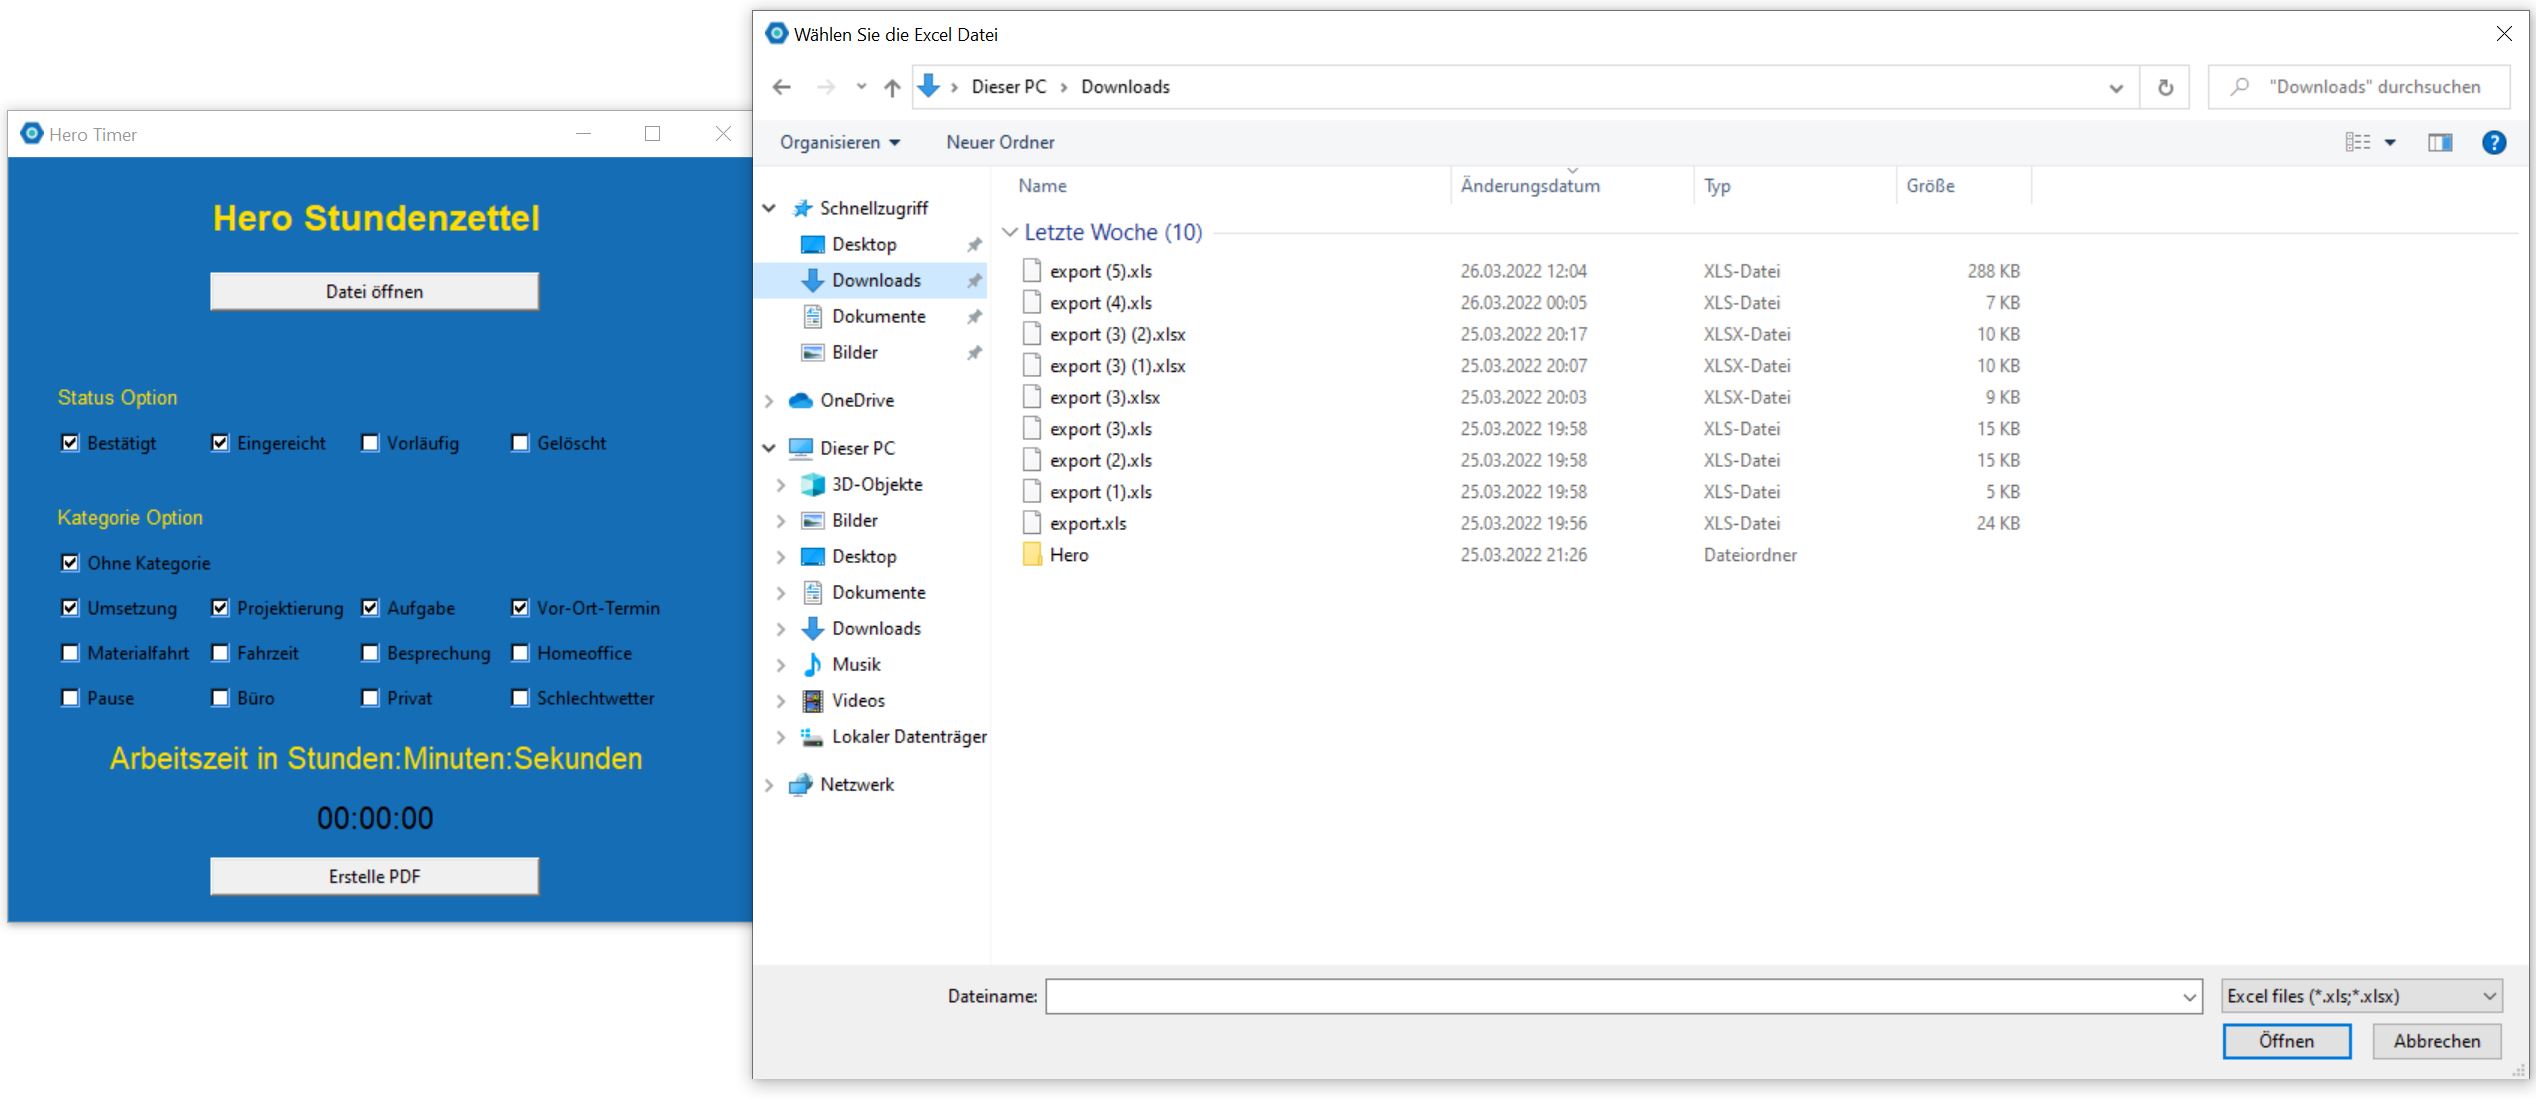 Hero Timer
Hero Stundenzettel
Datei öffnen
Status Option
Bestätigt Eingereicht Vorläufig Gelöscht
Kategorie Option
Ohne Kategorie
Umsetzung Projektierung Aufgabe Vor-Ort-Termin
Materialfahrt Fahrzeit Besprechung Homeoffice
Pause Büro Privat Schlechtwetter
Arbeitszeit in Stunden:Minuten:Sekunden
00:00:00
Erstelle PDF
Wählen Sie die Excel Datei
Dieser PC Downloads "Downloads" durchsuchen
Organisieren Neuer Ordner ?
Schnellzugriff
Desktop
Downloads
Dokumente
Bilder
OneDrive
Dieser PC
3D-Objekte
Bilder
Desktop
Dokumente
Downloads
Musik
Videos
Lokaler Datenträger
Netzwerk
Name Änderungsdatum Typ Größe
Letzte Woche (10)
export (5).xls 26.03.2022 12:04 XLS-Datei 288 KB
export (4).xls 26.03.2022 00:05 XLS-Datei 7 KB
export (3) (2).xlsx 25.03.2022 20:17 XLSX-Datei 10 KB
export (3) (1).xlsx 25.03.2022 20:07 XLSX-Datei 10 KB
export (3).xlsx 25.03.2022 20:03 XLSX-Datei 9 KB
export (3).xls 25.03.2022 19:58 XLS-Datei 15 KB
export (2).xls 25.03.2022 19:58 XLS-Datei 15 KB
export (1).xls 25.03.2022 19:58 XLS-Datei 5 KB
export.xls 25.03.2022 19:56 XLS-Datei 24 KB
Hero 25.03.2022 21:26 Dateiordner
Dateiname: Excel files (*.xls;*.xlsx)
Öffnen Abbrechen